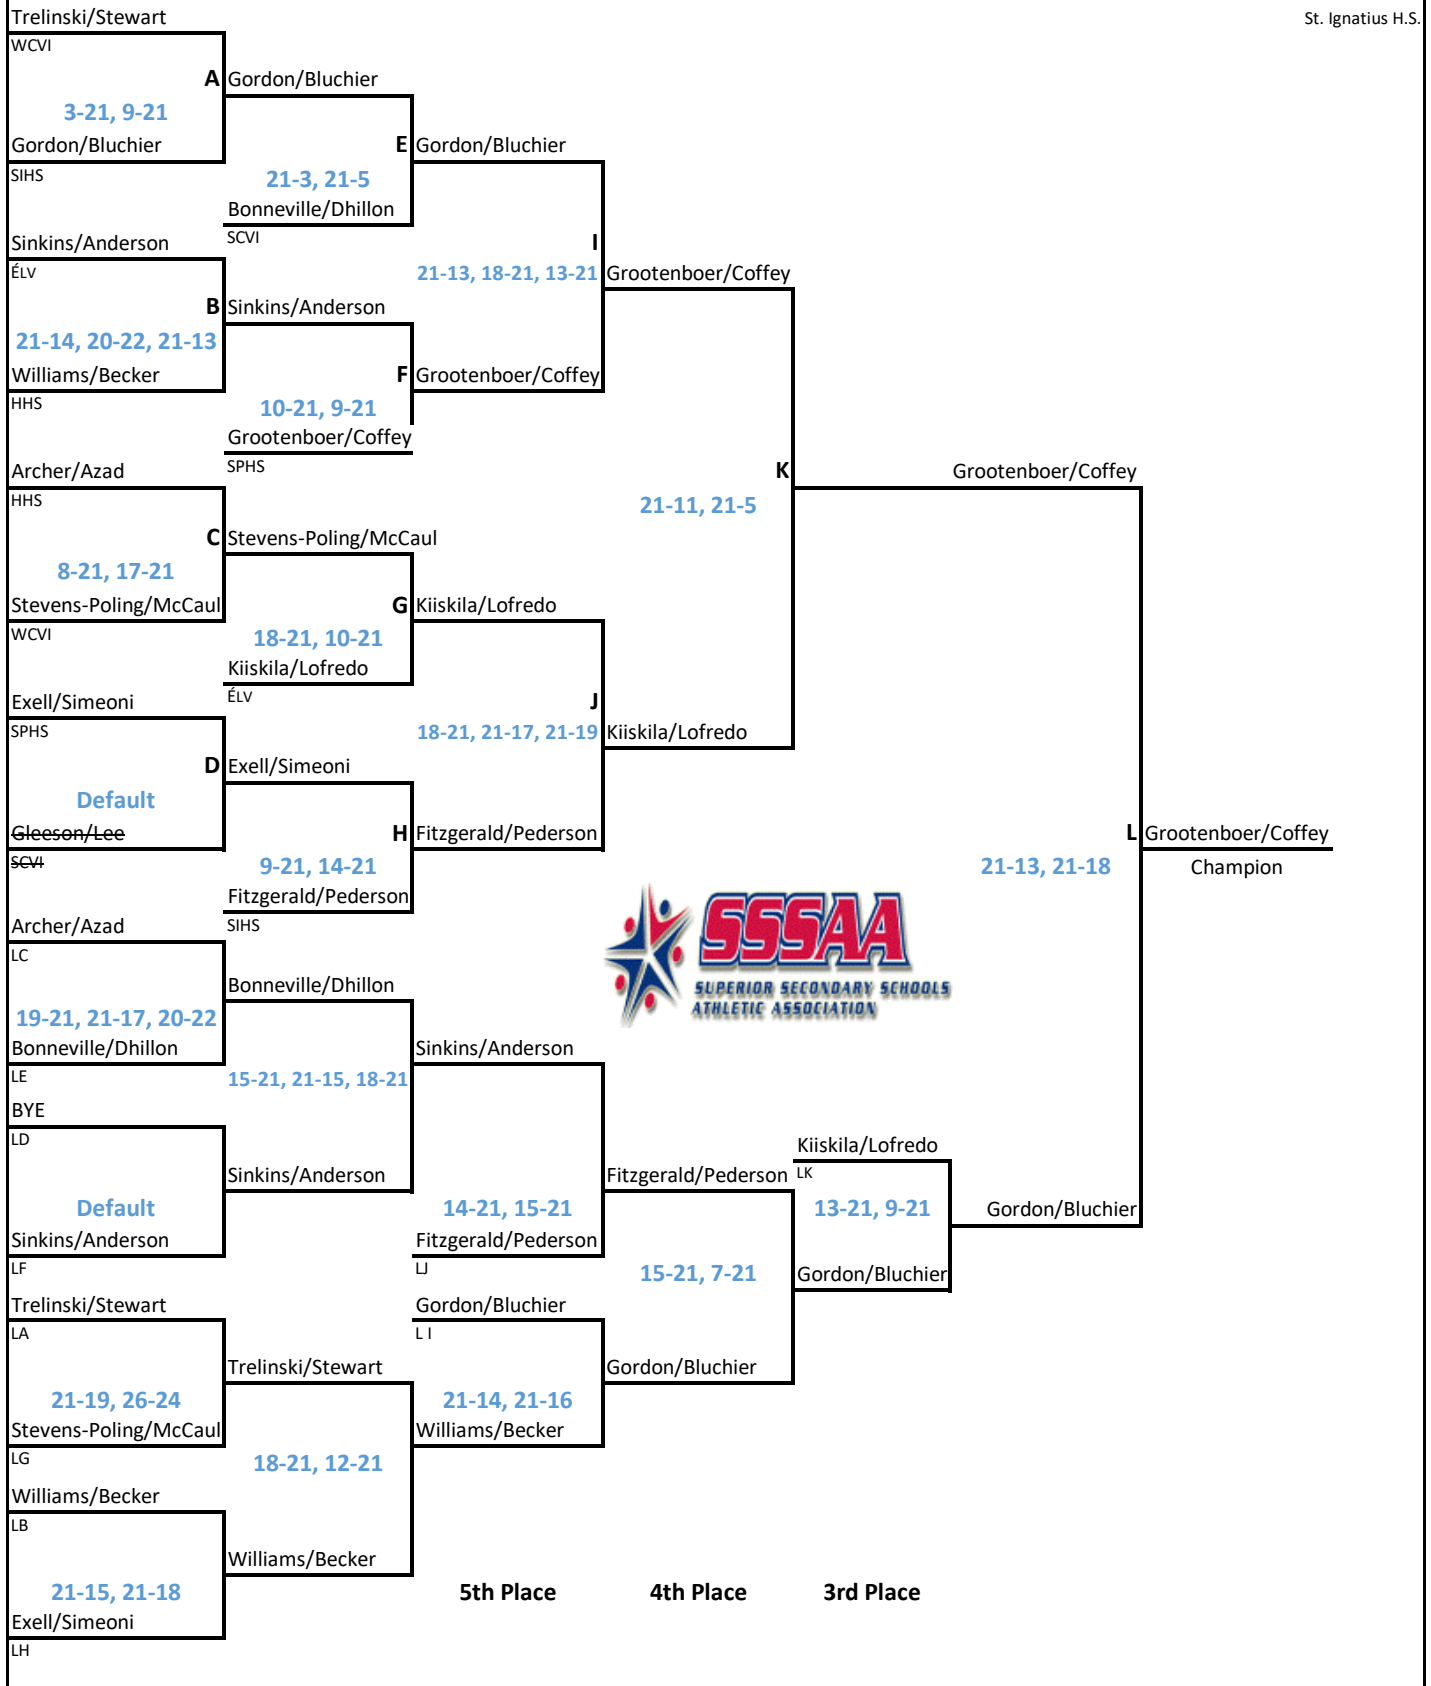 Trelinski/Stewart
St. Ignatius H.S.
WCVI
A Gordon/Bluchier
3-21, 9-21
Gordon/Bluchier
E Gordon/Bluchier
SIHS
21-3, 21-5
Bonneville/Dhillon
SCVI
Sinkins/Anderson
I
ÉLV
21-13, 18-21, 13-21 Grootenboer/Coffey
B Sinkins/Anderson
21-14, 20-22, 21-13
Williams/Becker
F Grootenboer/Coffey
HHS
10-21, 9-21
Grootenboer/Coffey
SPHS
Archer/Azad
K
Grootenboer/Coffey
HHS
21-11, 21-5
C Stevens-Poling/McCaul
8-21, 17-21
Stevens-Poling/McCaul
G Kiiskila/Lofredo
WCVI
18-21, 10-21
Kiiskila/Lofredo
ÉLV
Exell/Simeoni
J
SPHS
18-21, 21-17, 21-19 Kiiskila/Lofredo
D Exell/Simeoni
Default
Gleeson/Lee
H Fitzgerald/Pederson
L Grootenboer/Coffey
SCVI
9-21, 14-21
21-13, 21-18
Champion
Fitzgerald/Pederson
SIHS
SSSAA
SUPERIOR SECONDARY SCHOOLS
ATHLETIC ASSOCIATION
Archer/Azad
LC
Bonneville/Dhillon
19-21, 21-17, 20-22
Bonneville/Dhillon
Sinkins/Anderson
LE
15-21, 21-15, 18-21
BYE
LD
Kiiskila/Lofredo
Sinkins/Anderson
Fitzgerald/Pederson
LK
Default
14-21, 15-21
13-21, 9-21
Gordon/Bluchier
Sinkins/Anderson
Fitzgerald/Pederson
LF
LJ
15-21, 7-21
Gordon/Bluchier
Trelinski/Stewart
Gordon/Bluchier
LA
L I
Trelinski/Stewart
Gordon/Bluchier
21-19, 26-24
21-14, 21-16
Stevens-Poling/McCaul
Williams/Becker
LG
18-21, 12-21
Williams/Becker
LB
Williams/Becker
21-15, 21-18
5th Place
4th Place
3rd Place
Exell/Simeoni
LH